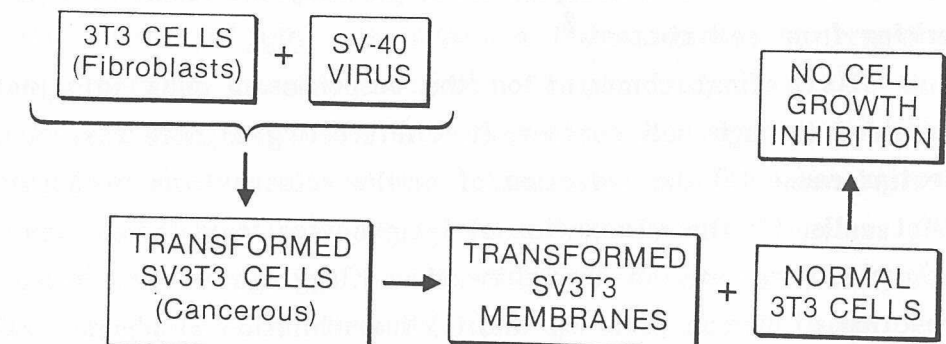 3T3 CELLS
(Fibroblasts)
+
SV-40
VIRUS
NO CELL
GROWTH
INHIBITION
TRANSFORMED
SV3T3 CELLS
(Cancerous)
TRANSFORMED
SV3T3
MEMBRANES
+
NORMAL
3T3 CELLS